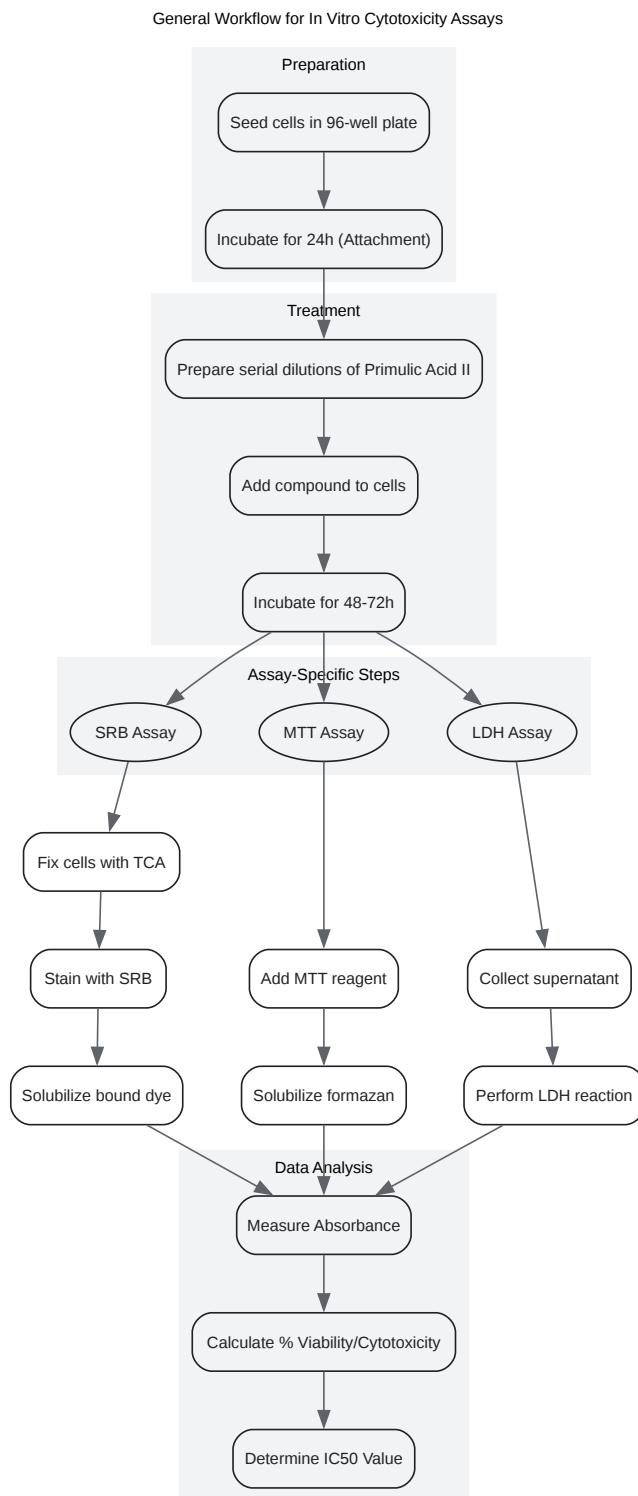 General Workflow for In Vitro Cytotoxicity Assays
Preparation
Seed cells in 96-well plate
Incubate for 24h (Attachment)
Treatment
Prepare serial dilutions of Primulic Acid II
Add compound to cells
Incubate for 48-72h
Assay-Specific Steps
SRB Assay
MTT Assay
LDH Assay
Fix cells with TCA
Stain with SRB
Add MTT reagent
Collect supernatant
Solubilize bound dye
Solubilize formazan
Perform LDH reaction
Data Analysis
Measure Absorbance
Calculate % Viability/Cytotoxicity
Determine IC50 Value